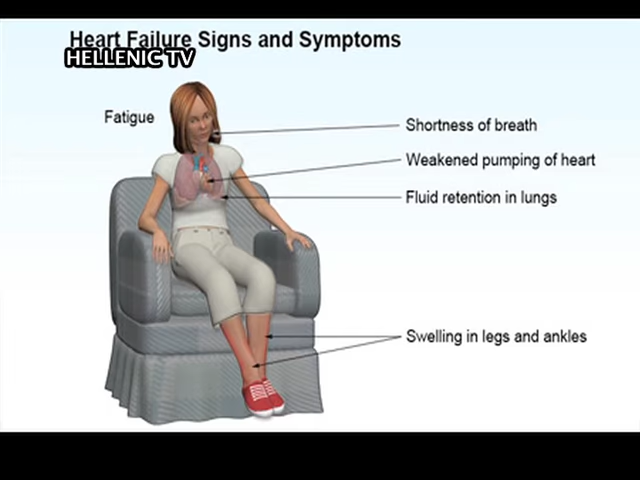 Heart Failure Signs and Symptoms
HELLENIC TV
Fatigue
Shortness of breath
Weakened pumping of heart
Fluid retention in lungs
Swelling in legs and ankles